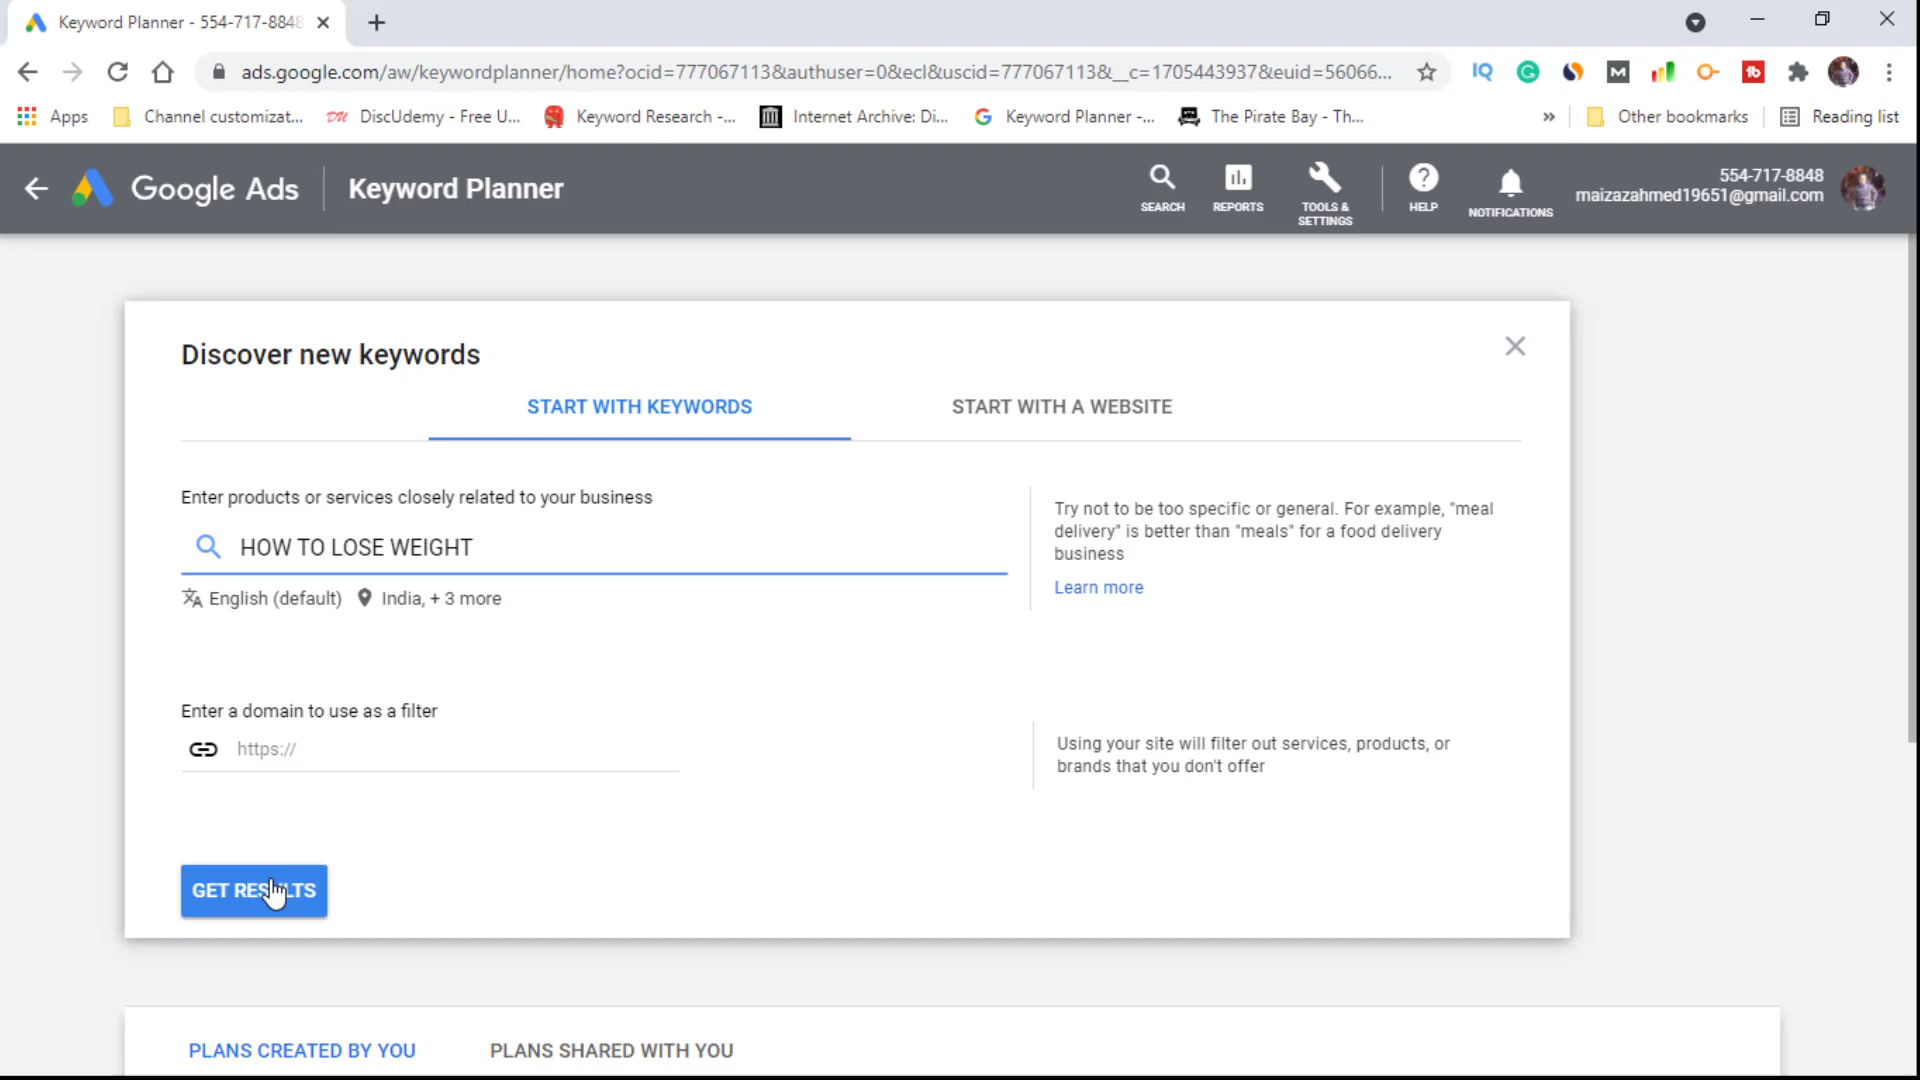 Keyword Planner - 554-717-8848
ads.google.com/aw/keywordplanner/home?ocid=777067113&authuser=0&ecl&uscid=777067113&__c=1705443937&euid=56066...
IQ
Apps
Channel customizat...
DU
DiscUdemy - Free U...
Keyword Research -...
Internet Archive: Di...
Keyword Planner -...
The Pirate Bay - Th...
»
Other bookmarks
Reading list
Google Ads
Keyword Planner
SEARCH
REPORTS
TOOLS &
SETTINGS
HELP
NOTIFICATIONS
554-717-8848
maizazahmed19651@gmail.com
Discover new keywords
START WITH KEYWORDS
START WITH A WEBSITE
Enter products or services closely related to your business
HOW TO LOSE WEIGHT
English (default)
India, + 3 more
Try not to be too specific or general. For example, "meal
delivery" is better than "meals" for a food delivery
business
Learn more
Enter a domain to use as a filter
https://
Using your site will filter out services, products, or
brands that you don't offer
GET RESULTS
PLANS CREATED BY YOU
PLANS SHARED WITH YOU